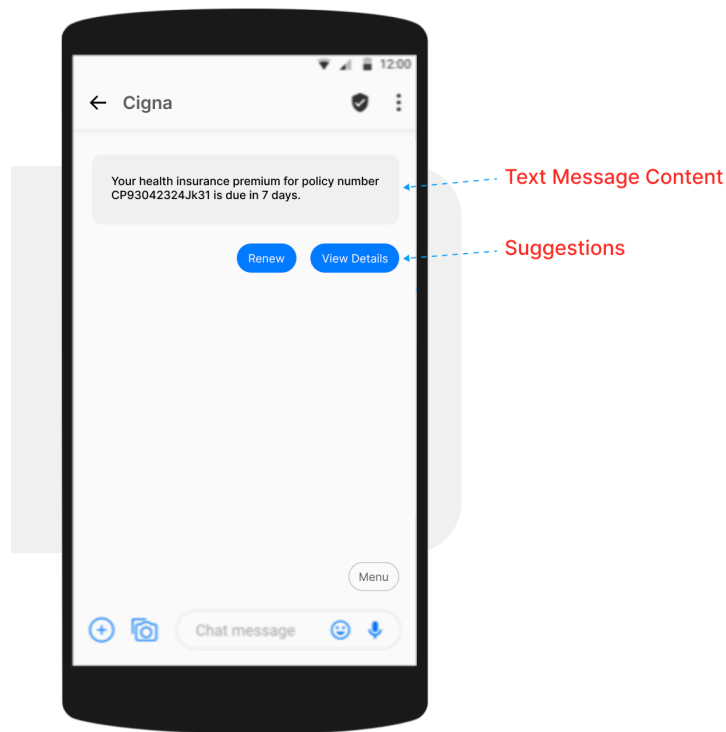 12:00
Cigna
Your health insurance premium for policy number
CP93042324Jk31 is due in 7 days.
Text Message Content
Renew
View Details
Suggestions
Menu
Chat message